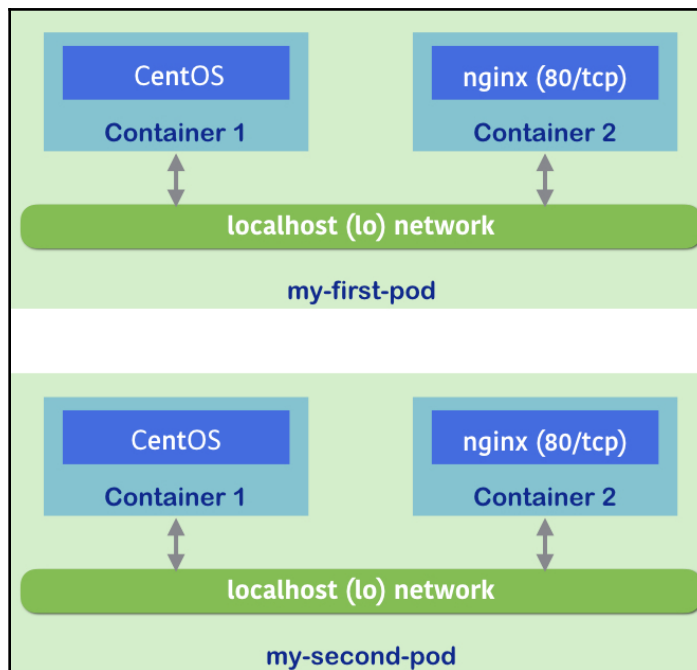 CentOS
nginx (80/tcp)
Container 1
Container 2
localhost (lo) network
my-first-pod
CentOS
nginx (80/tcp)
Container 1
Container 2
localhost (lo) network
my-second-pod